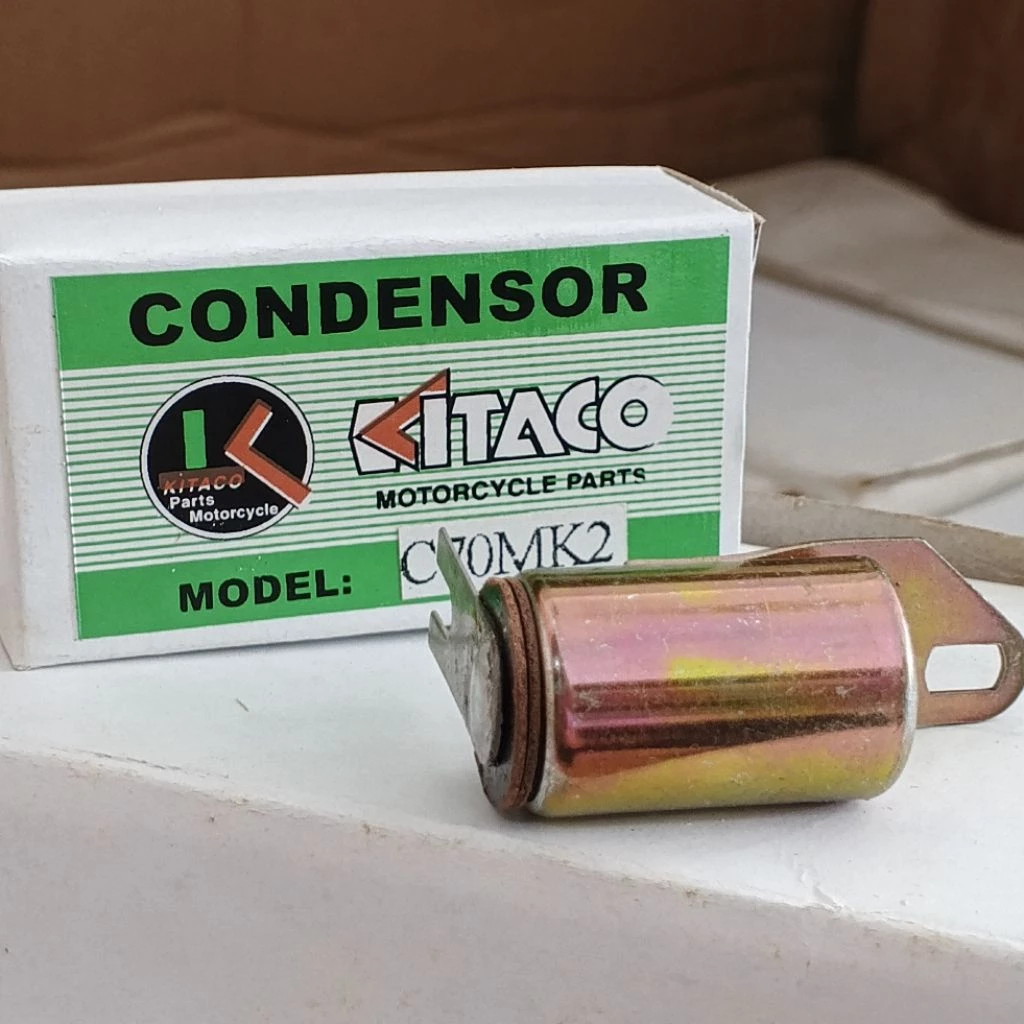 CONDENSOR
KITACO
Parts
Motorcycle
KITACO
MOTORCYCLE PARTS
MODEL: C70MK2